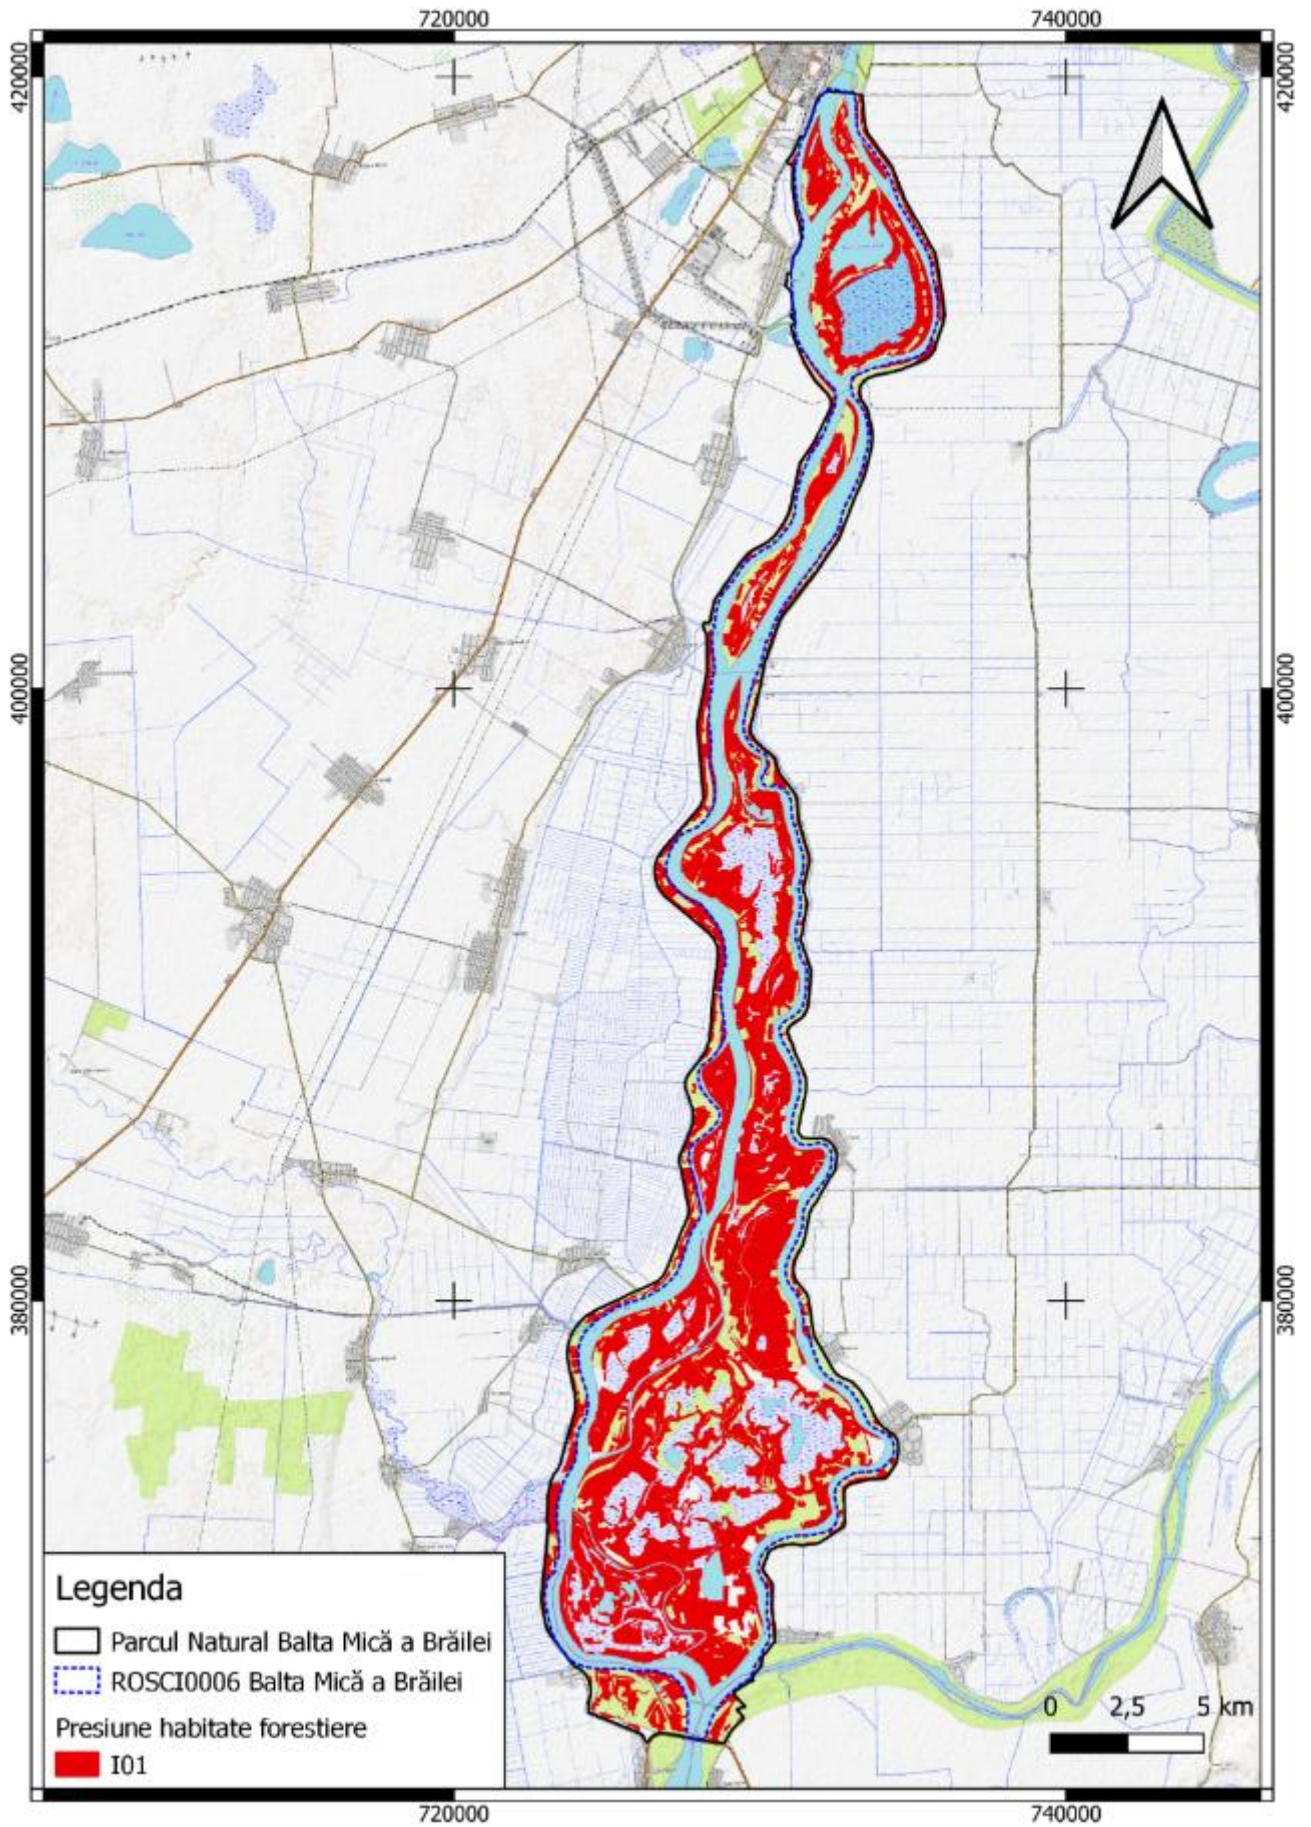 720000
740000
420000
420000
400000
400000
380000
380000
Legenda
Parcul Natural Balta Mică a Brăilei
ROSCI0006 Balta Mică a Brăilei
Presiune habitate forestiere
I01
0 2,5 5 km
720000
740000